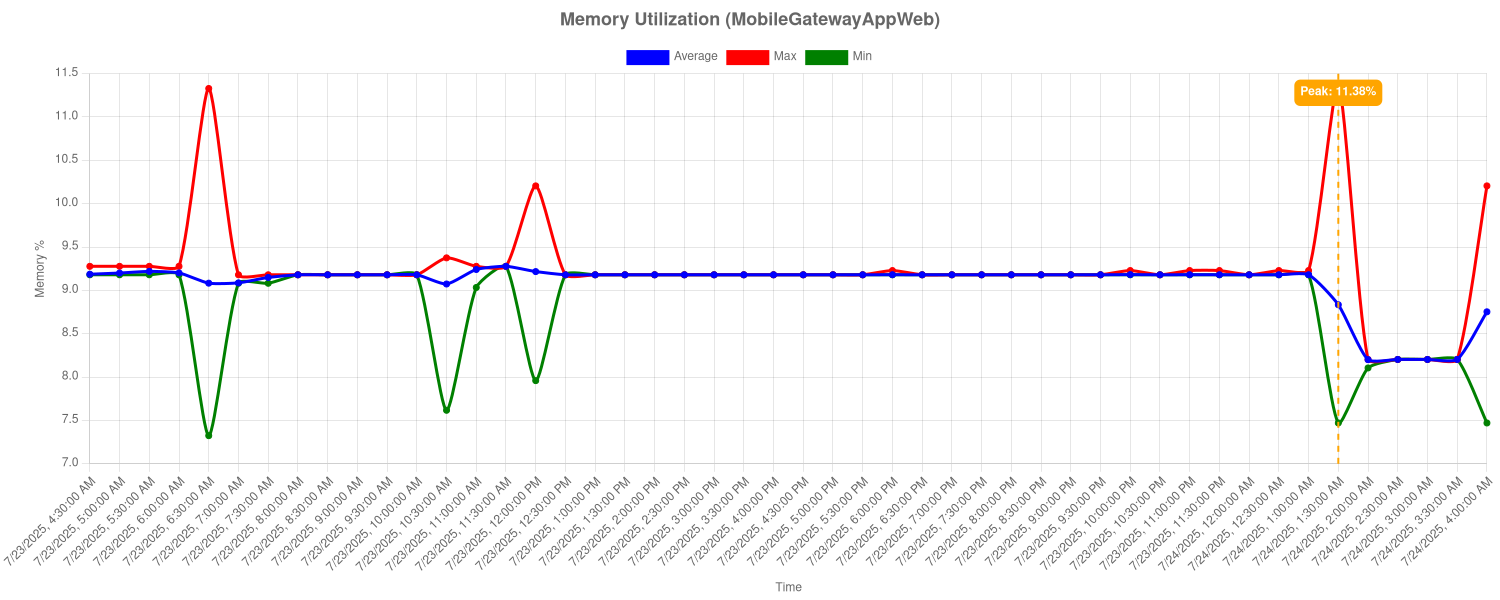 Memory Utilization (MobileGatewayAppWeb)
Average Max Min
11.5
11.0
10.5
10.0
9.5
9.0
8.5
8.0
7.5
7.0
Memory %
Peak: 11.38%
7/23/2025, 4:30:00 AM
7/23/2025, 5:00:00 AM
7/23/2025, 5:30:00 AM
7/23/2025, 6:00:00 AM
7/23/2025, 6:30:00 AM
7/23/2025, 7:00:00 AM
7/23/2025, 7:30:00 AM
7/23/2025, 8:00:00 AM
7/23/2025, 8:30:00 AM
7/23/2025, 9:00:00 AM
7/23/2025, 9:30:00 AM
7/23/2025, 10:00:00 AM
7/23/2025, 10:30:00 AM
7/23/2025, 11:00:00 AM
7/23/2025, 11:30:00 AM
7/23/2025, 12:00:00 PM
7/23/2025, 12:30:00 PM
7/23/2025, 1:00:00 PM
7/23/2025, 1:30:00 PM
7/23/2025, 2:00:00 PM
7/23/2025, 2:30:00 PM
7/23/2025, 3:00:00 PM
7/23/2025, 3:30:00 PM
7/23/2025, 4:00:00 PM
7/23/2025, 4:30:00 PM
7/23/2025, 5:00:00 PM
7/23/2025, 5:30:00 PM
7/23/2025, 6:00:00 PM
7/23/2025, 6:30:00 PM
7/23/2025, 7:00:00 PM
7/23/2025, 7:30:00 PM
7/23/2025, 8:00:00 PM
7/23/2025, 8:30:00 PM
7/23/2025, 9:00:00 PM
7/23/2025, 9:30:00 PM
7/23/2025, 10:00:00 PM
7/23/2025, 10:30:00 PM
7/23/2025, 11:00:00 PM
7/23/2025, 11:30:00 PM
7/24/2025, 12:00:00 AM
7/24/2025, 12:30:00 AM
7/24/2025, 1:00:00 AM
7/24/2025, 1:30:00 AM
7/24/2025, 2:00:00 AM
7/24/2025, 2:30:00 AM
7/24/2025, 3:00:00 AM
7/24/2025, 3:30:00 AM
7/24/2025, 4:00:00 AM
Time